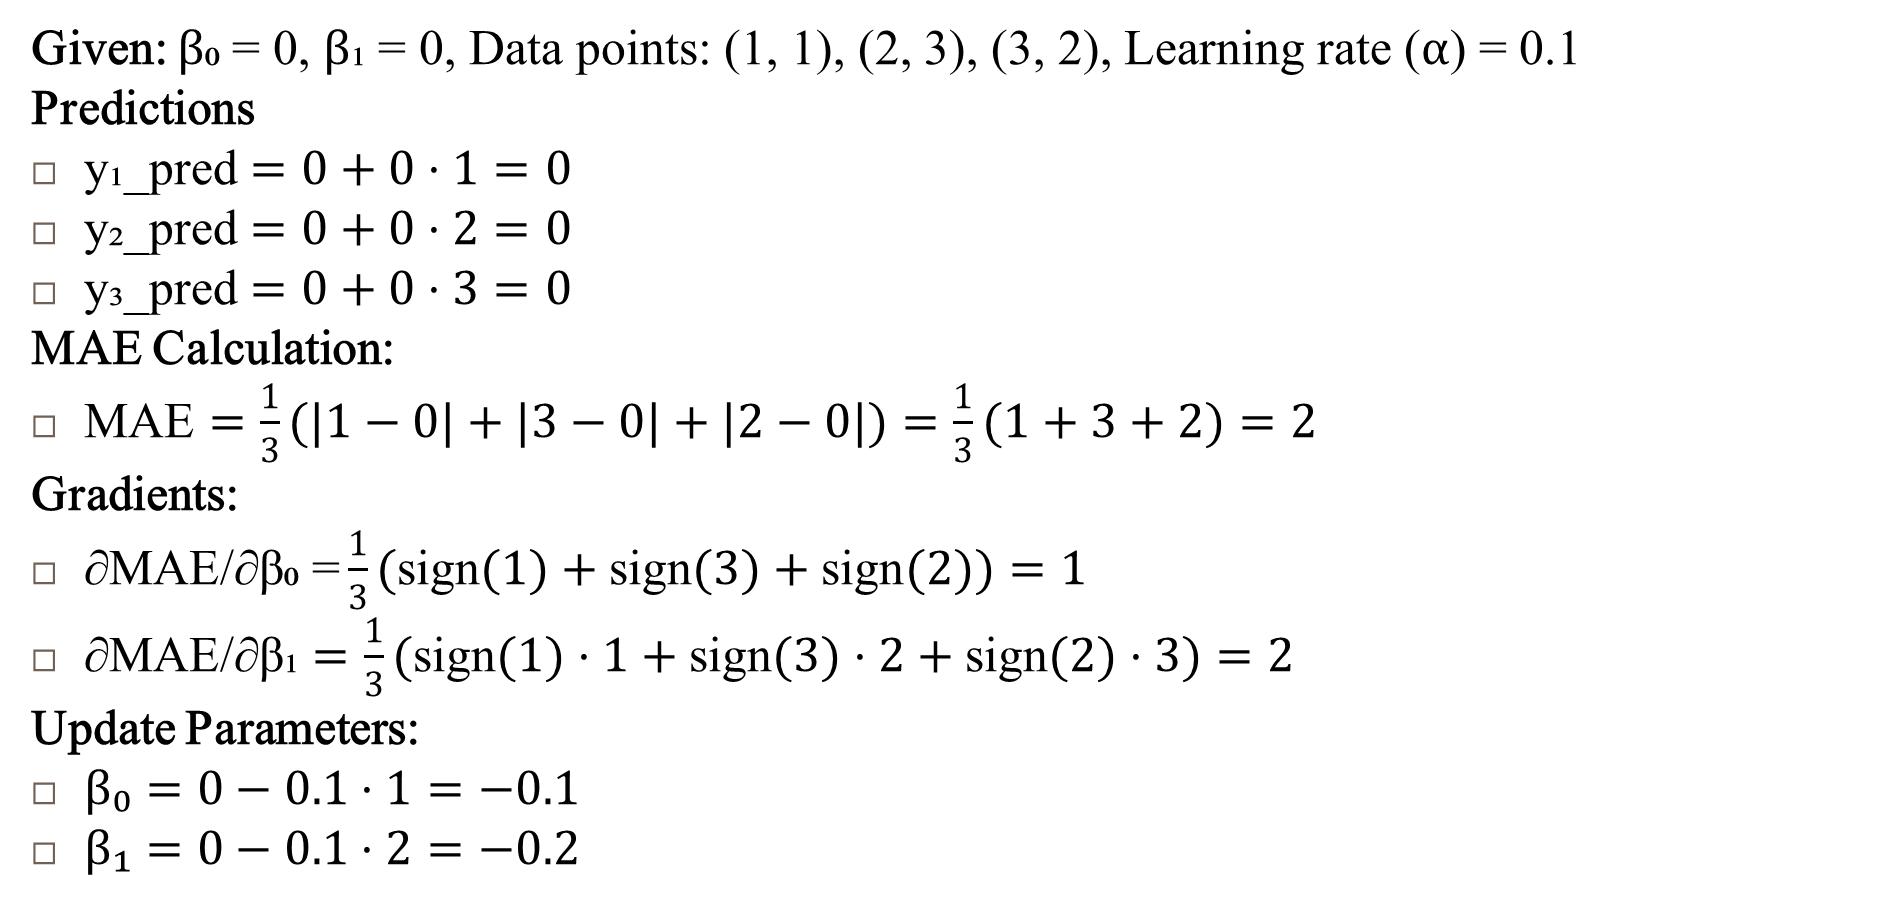 Given: β₀ = 0, β₁ = 0, Data points: (1, 1), (2, 3), (3, 2), Learning rate (α) = 0.1
Predictions
□ y₁_pred = 0 + 0 · 1 = 0
□ y₂_pred = 0 + 0 · 2 = 0
□ y₃_pred = 0 + 0 · 3 = 0
MAE Calculation:
□ MAE = 1/3 (|1 − 0| + |3 − 0| + |2 − 0|) = 1/3 (1 + 3 + 2) = 2
Gradients:
□ ∂MAE/∂β₀ = 1/3 (sign(1) + sign(3) + sign(2)) = 1
□ ∂MAE/∂β₁ = 1/3 (sign(1) · 1 + sign(3) · 2 + sign(2) · 3) = 2
Update Parameters:
□ β₀ = 0 − 0.1 · 1 = −0.1
□ β₁ = 0 − 0.1 · 2 = −0.2